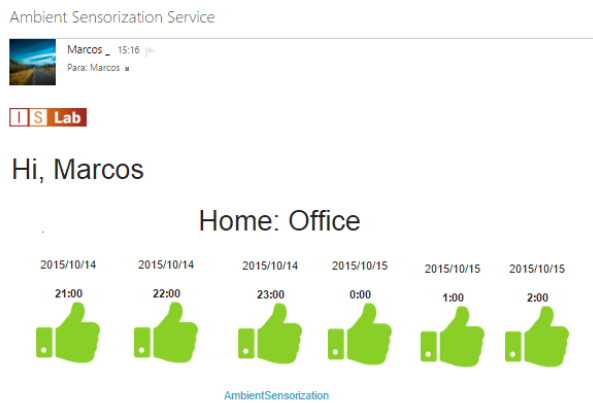 Ambient Sensorization Service
Marcos _ 15:16
Para: Marcos
IS Lab
Hi, Marcos
Home: Office
2015/10/14 2015/10/14 2015/10/14 2015/10/15 2015/10/15 2015/10/15
21:00 22:00 23:00 0:00 1:00 2:00
AmbientSensorization